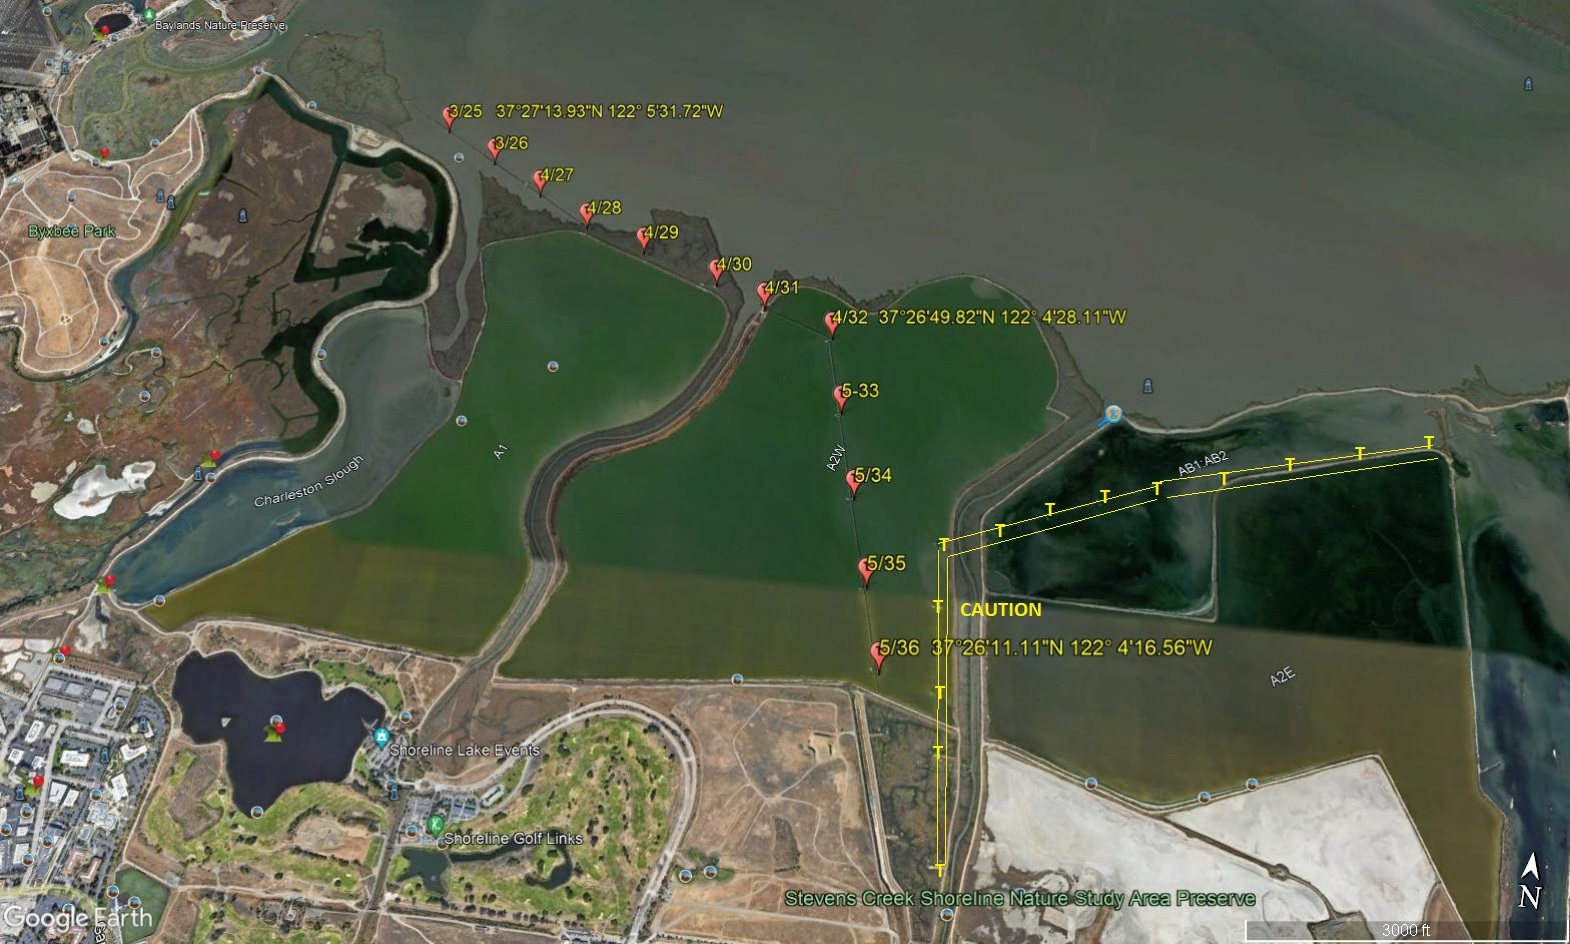 Baylands Nature Preserve
3/25 37°27'13.93"N 122° 5'31.72"W
3/26
4/27
4/28
Byxbee Park
4/29
4/30
4/31
4/32 37°26'49.82"N 122° 4'28.11"W
5-33
T T T T T T T T T T
A1
A2W
AB1-AB2
5/34
Charleston Slough
5/35
T
CAUTION
5/36 37°26'11.11"N 122° 4'16.56"W
A2E
T
T
Shoreline Lake Events
Shoreline Golf Links
T
Stevens Creek Shoreline Nature Study Area Preserve
N
Google Earth
3000 ft